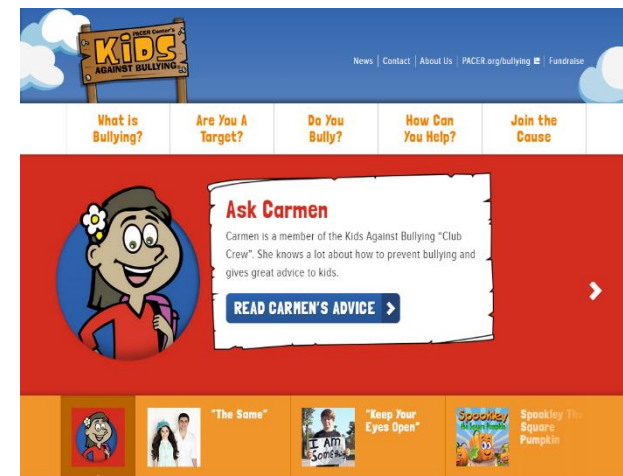 PACER Center's
KiDS
AGAINST BULLYING
News | Contact | About Us | PACER.org/bullying | Fundraise
What is
Bullying?
Are You A
Target?
Do You
Bully?
How Can
You Help?
Join the
Cause
Ask Carmen
Carmen is a member of the Kids Against Bullying "Club
Crew". She knows a lot about how to prevent bullying and
gives great advice to kids.
READ CARMEN'S ADVICE
"The Same"
I AM
SOMEBODY
"Keep Your
Eyes Open"
Spookley
the Square Pumpkin
Spookley The
Square
Pumpkin